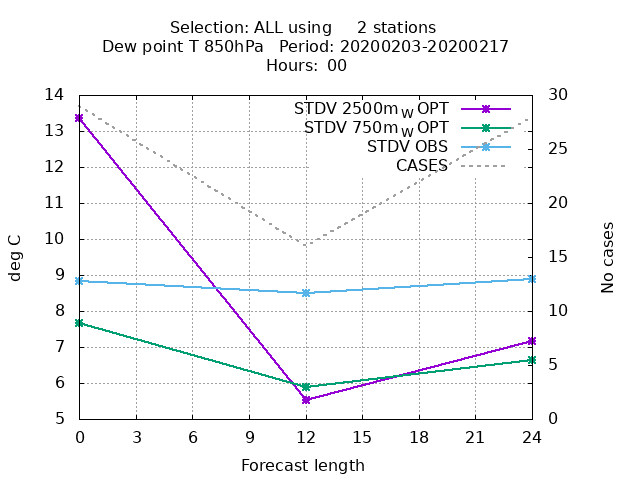 Selection: ALL using     2 stations
Dew point T 850hPa   Period: 20200203-20200217
Hours:  00
STDV 2500m_W OPT
STDV 750m_W OPT
STDV OBS
CASES
14
13
12
11
10
9
8
7
6
5
deg C
30
25
20
15
10
5
0
No cases
0 3 6 9 12 15 18 21 24
Forecast length